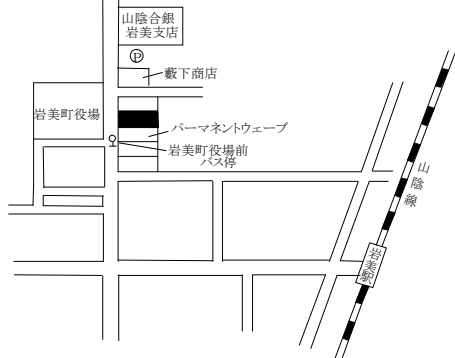 山陰合銀
岩美支店
Ⓟ
藪下商店
岩美町役場
パーマネントウェーブ
岩美町役場前
バス停
山陰線
岩美駅